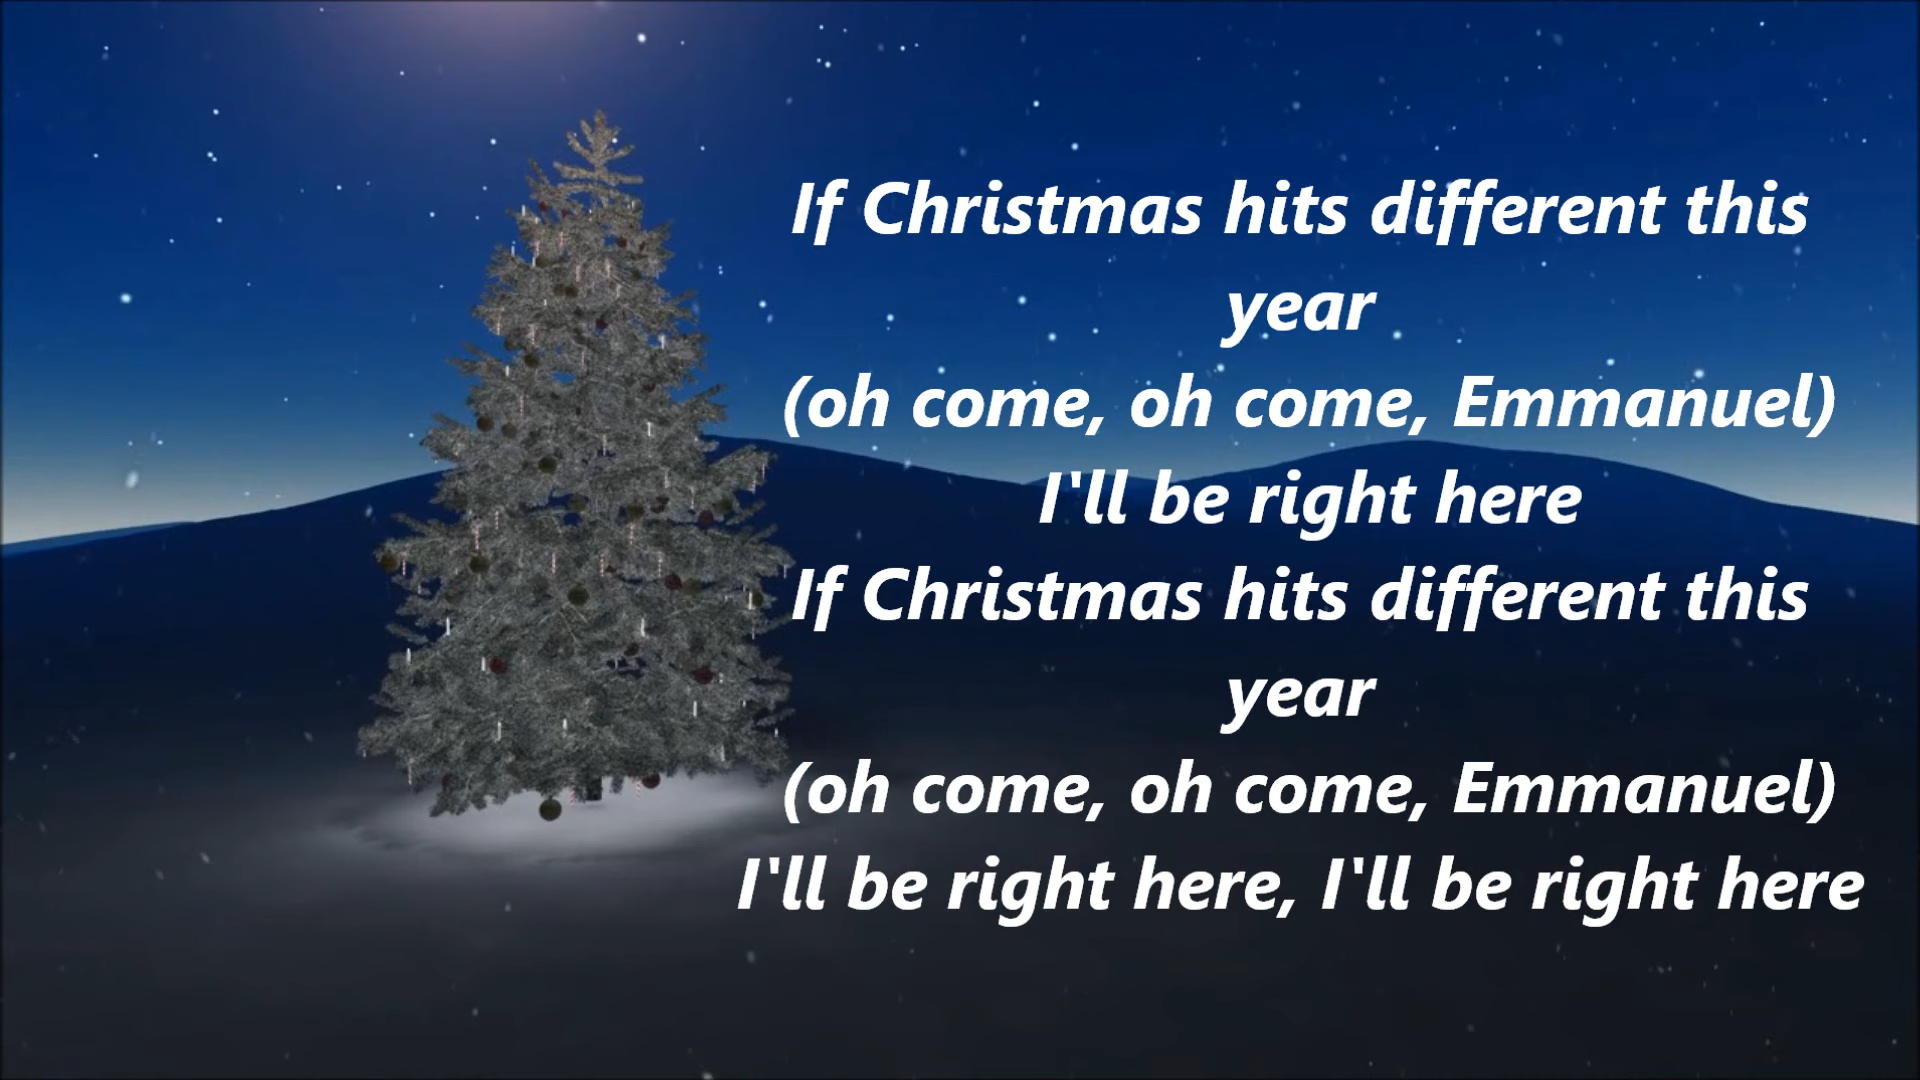 If Christmas hits different this
year
(oh come, oh come, Emmanuel)
I'll be right here
If Christmas hits different this
year
(oh come, oh come, Emmanuel)
I'll be right here, I'll be right here